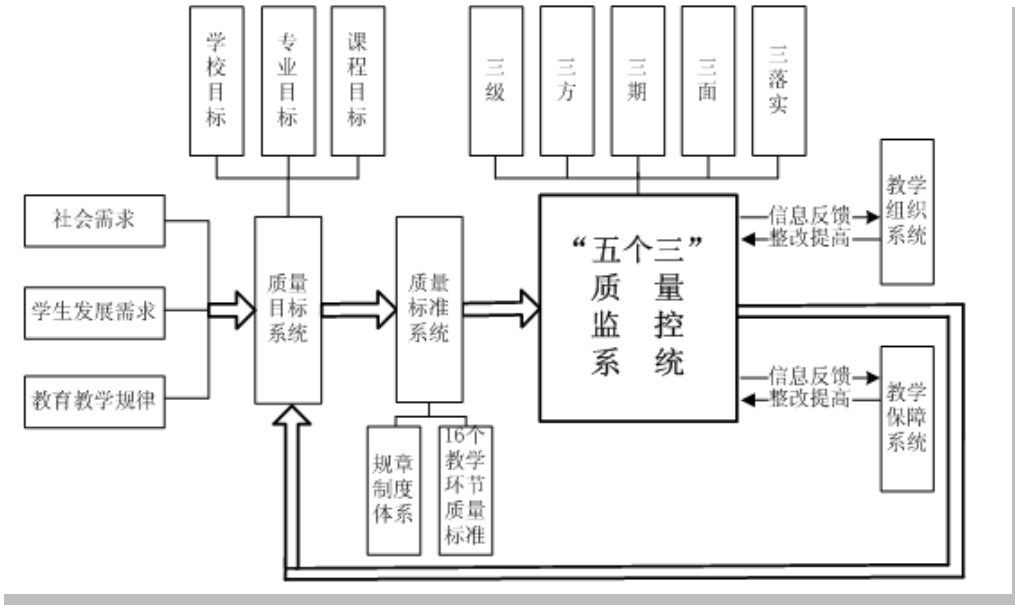 学校目标
专业目标
课程目标
三级
三方
三期
三面
三落实
社会需求
学生发展需求
教育教学规律
质量
目标
系统
质量
标准
系统
“五个三”
质 量
监 控
系 统
信息反馈
整改提高
教学
组织
系统
信息反馈
整改提高
教学
保障
系统
规章
制度
体系
16个
教学
环节
质量
标准